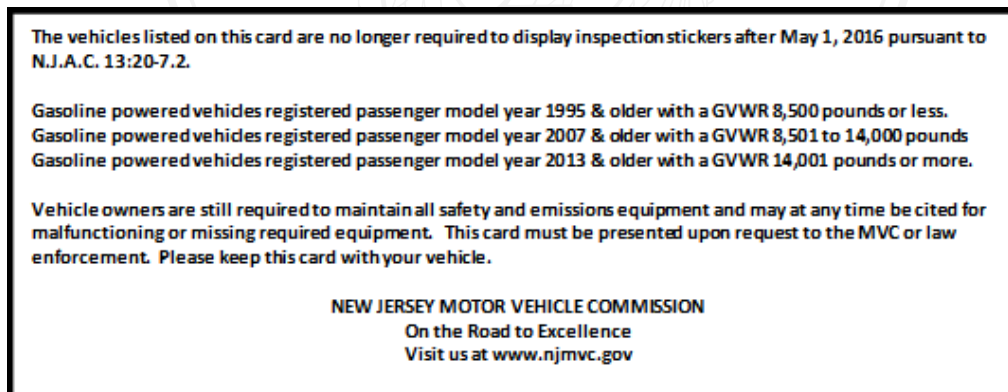 The vehicles listed on this card are no longer required to display inspection stickers after May 1, 2016 pursuant to
N.J.A.C. 13:20-7.2.
Gasoline powered vehicles registered passenger model year 1995 & older with a GVWR 8,500 pounds or less.
Gasoline powered vehicles registered passenger model year 2007 & older with a GVWR 8,501 to 14,000 pounds
Gasoline powered vehicles registered passenger model year 2013 & older with a GVWR 14,001 pounds or more.
Vehicle owners are still required to maintain all safety and emissions equipment and may at any time be cited for
malfunctioning or missing required equipment. This card must be presented upon request to the MVC or law
enforcement. Please keep this card with your vehicle.
NEW JERSEY MOTOR VEHICLE COMMISSION
On the Road to Excellence
Visit us at www.njmvc.gov